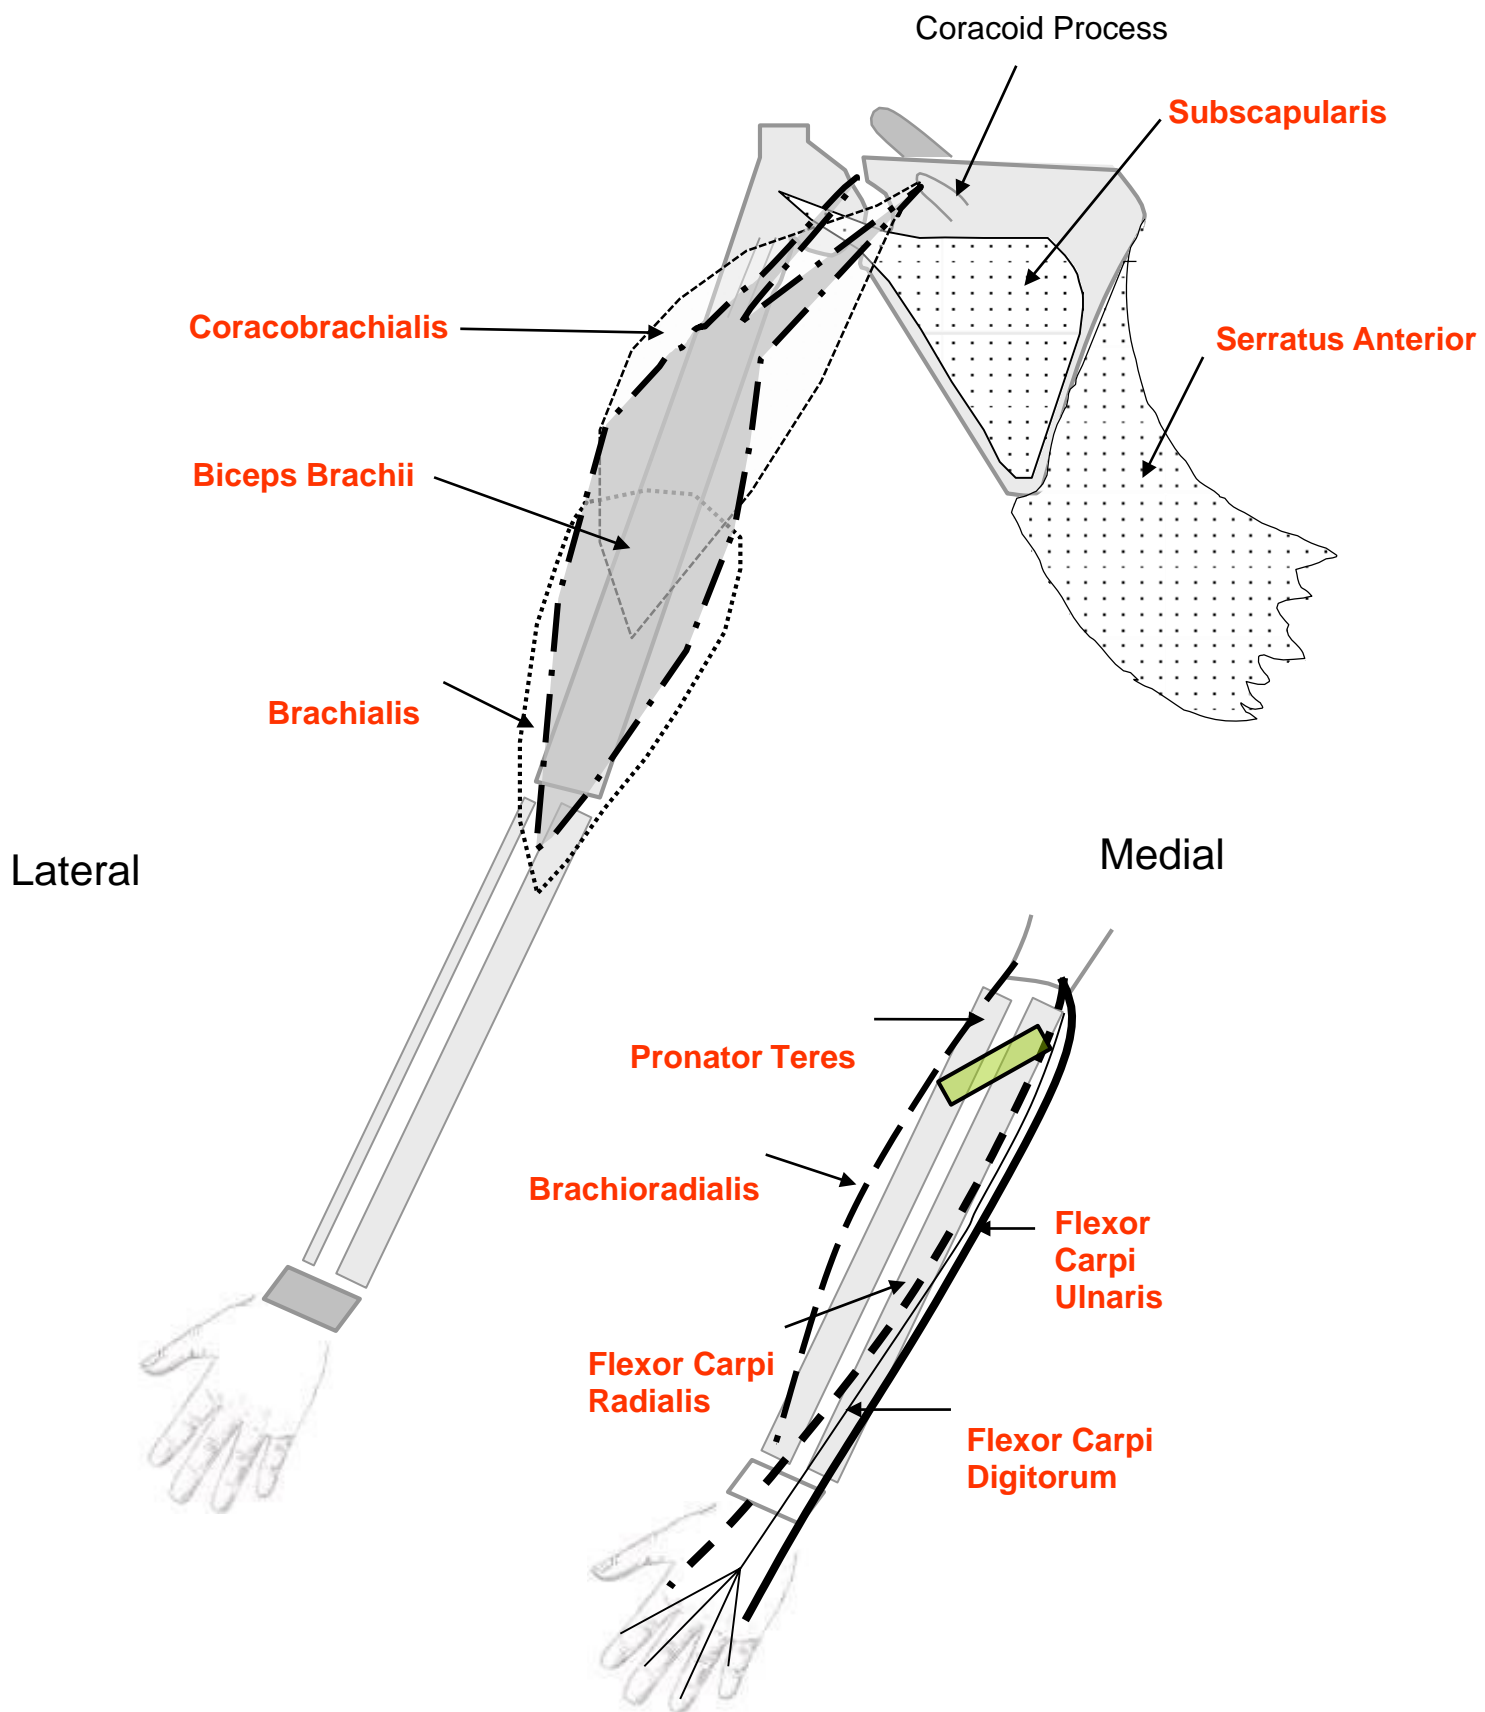 Coracoid Process
Subscapularis
Coracobrachialis
Serratus Anterior
Biceps Brachii
Brachialis
Lateral
Medial
Pronator Teres
Brachioradialis
Flexor
Carpi
Ulnaris
Flexor Carpi
Radialis
Flexor Carpi
Digitorum